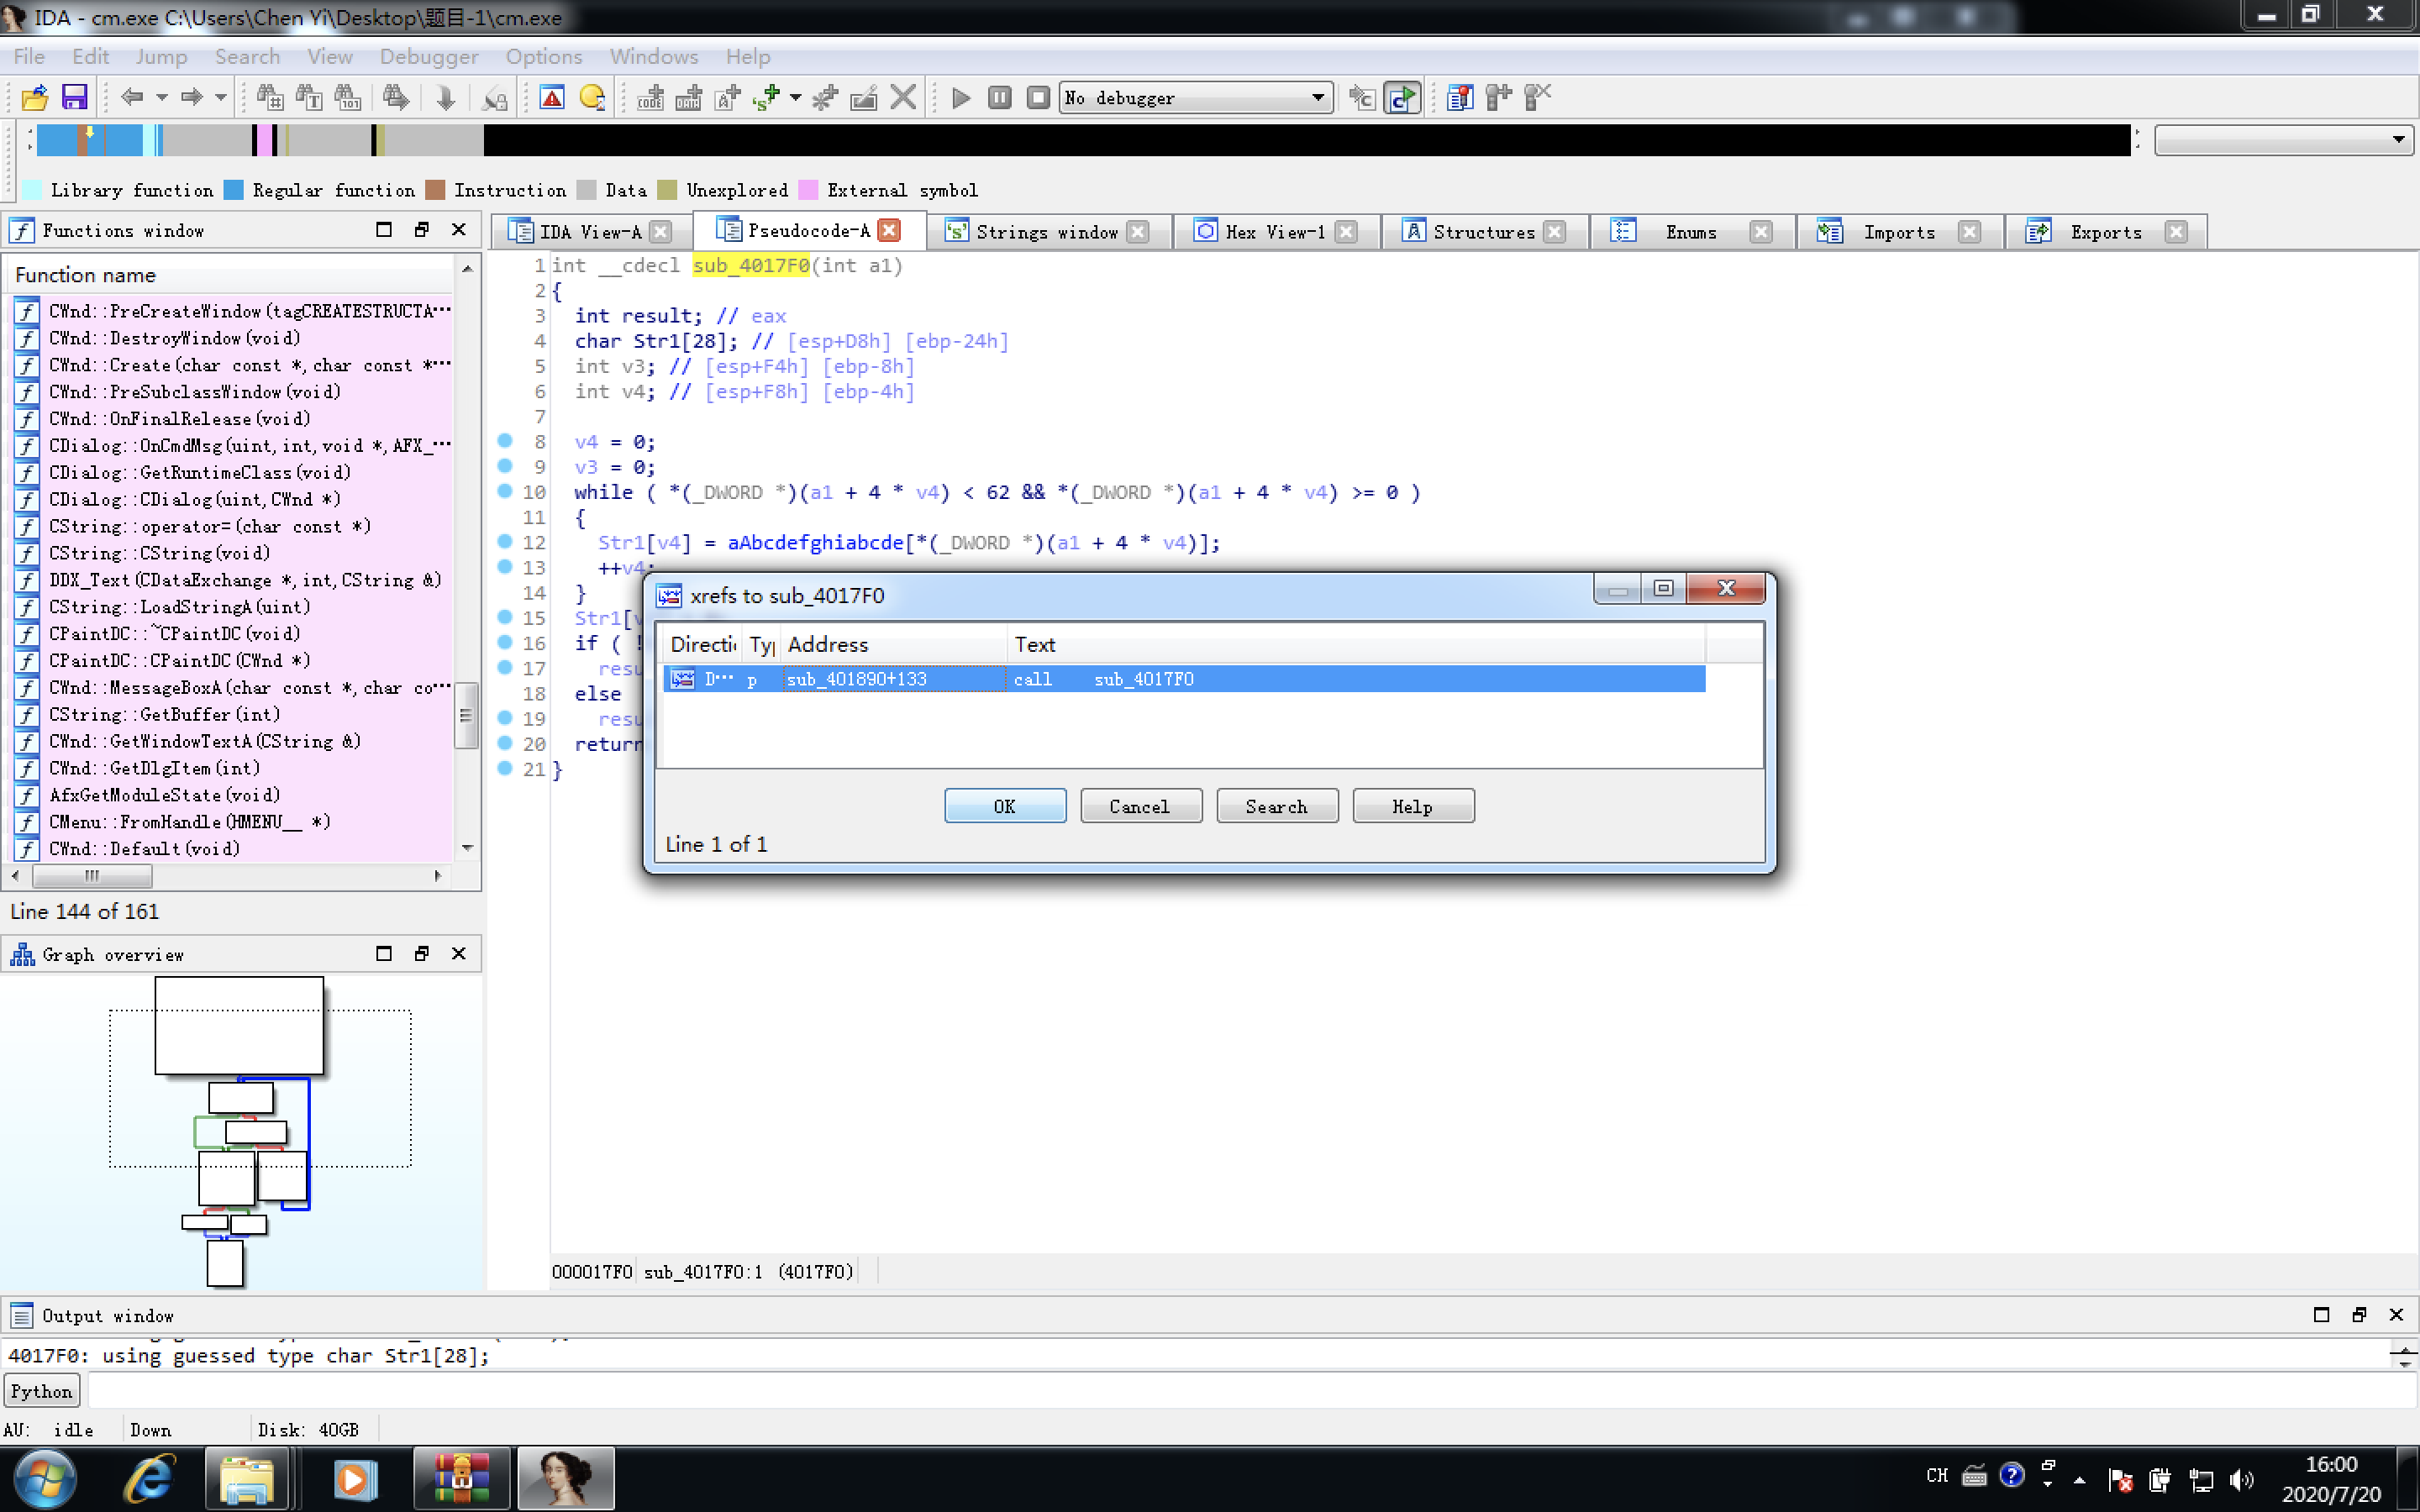 IDA - cm.exe C:\Users\Chen Yi\Desktop\题目-1\cm.exe
File Edit Jump Search View Debugger Options Windows Help
No debugger
Library function Regular function Instruction Data Unexplored External symbol
Functions window
Function name
CWnd::PreCreateWindow(tagCREATESTRUCTA···
CWnd::DestroyWindow(void)
CWnd::Create(char const *,char const *···
CWnd::PreSubclassWindow(void)
CWnd::OnFinalRelease(void)
CDialog::OnCmdMsg(uint,int,void *,AFX_···
CDialog::GetRuntimeClass(void)
CDialog::CDialog(uint,CWnd *)
CString::operator=(char const *)
CString::CString(void)
DDX_Text(CDataExchange *,int,CString &)
CString::LoadStringA(uint)
CPaintDC::~CPaintDC(void)
CPaintDC::CPaintDC(CWnd *)
CWnd::MessageBoxA(char const *,char co···
CString::GetBuffer(int)
CWnd::GetWindowTextA(CString &)
CWnd::GetDlgItem(int)
AfxGetModuleState(void)
CMenu::FromHandle(HMENU__ *)
CWnd::Default(void)
Line 144 of 161
Graph overview
IDA View-A Pseudocode-A Strings window Hex View-1 Structures Enums Imports Exports
1 int __cdecl sub_4017F0(int a1)
2 {
3 int result; // eax
4 char Str1[28]; // [esp+D8h] [ebp-24h]
5 int v3; // [esp+F4h] [ebp-8h]
6 int v4; // [esp+F8h] [ebp-4h]
7
8 v4 = 0;
9 v3 = 0;
10 while ( *(_DWORD *)(a1 + 4 * v4) < 62 && *(_DWORD *)(a1 + 4 * v4) >= 0 )
11 {
12 Str1[v4] = aAbcdefghiabcde[*(_DWORD *)(a1 + 4 * v4)];
13 ++v4;
14 }
15 Str1[v
16 if ( !
17 resu
18 else
19 resu
20 return
21 }
xrefs to sub_4017F0
Directi Ty Address Text
D··· p sub_401890+133 call sub_4017F0
OK Cancel Search Help
Line 1 of 1
000017F0 sub_4017F0:1 (4017F0)
Output window
4017F0: using guessed type char Str1[28];
Python
AU: idle Down Disk: 40GB
CH
16:00
2020/7/20